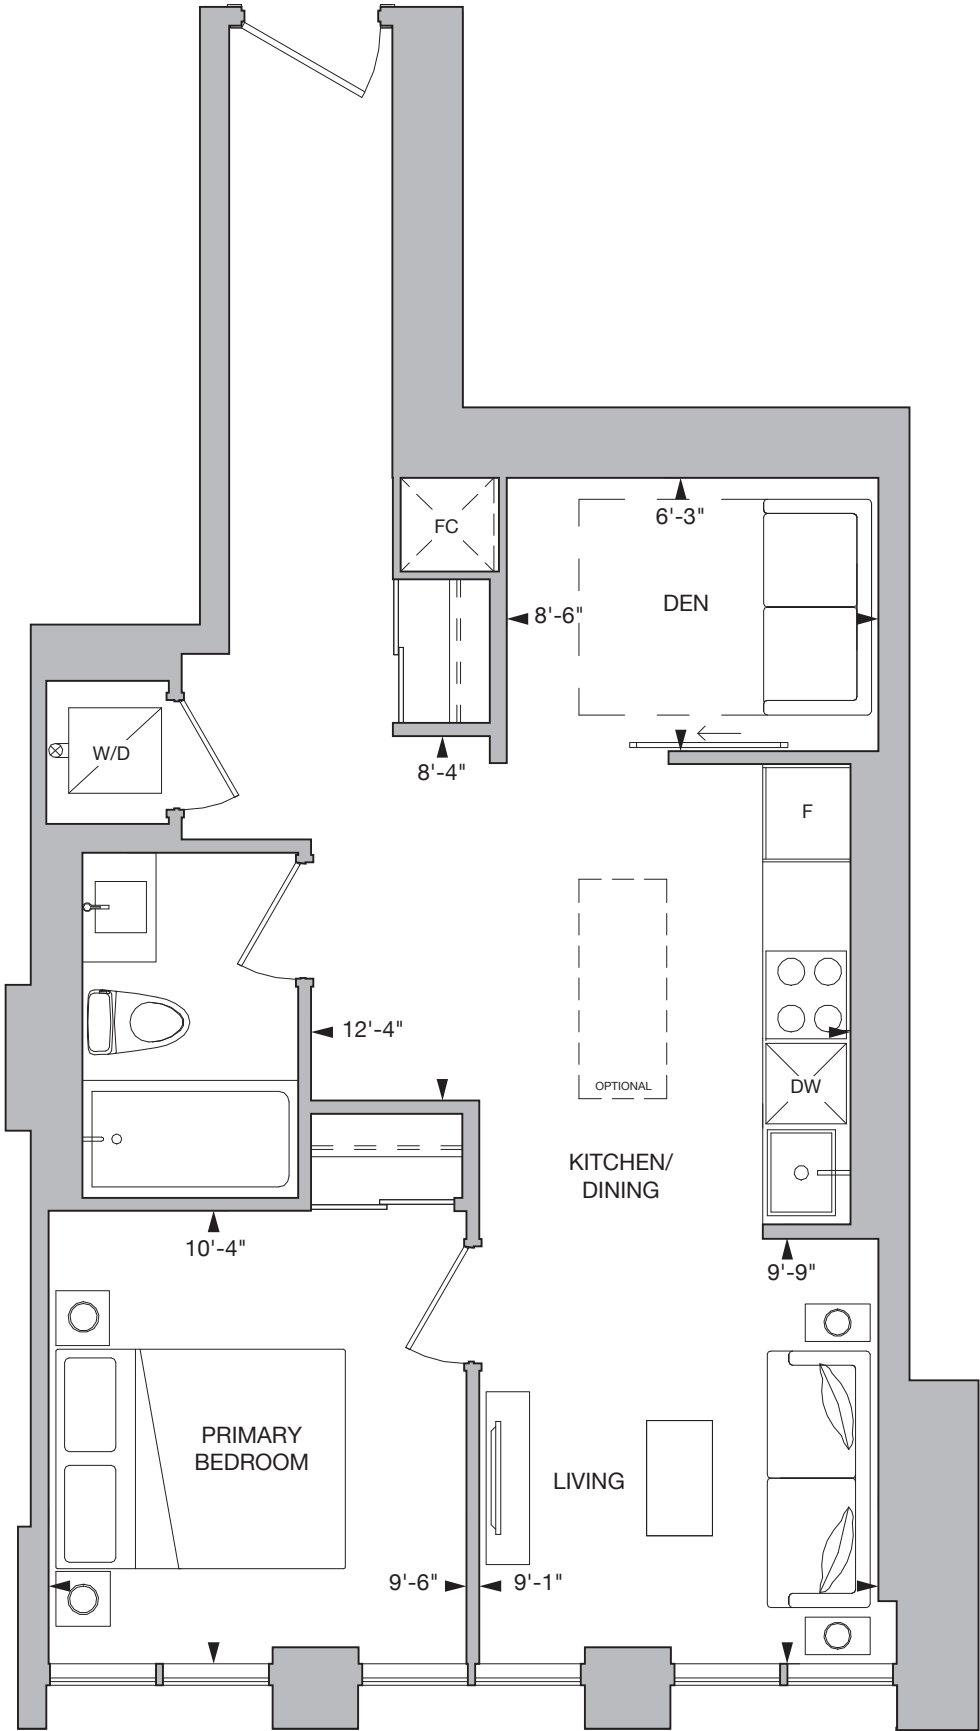 FC
6'-3"
DEN
8'-6"
W/D
8'-4"
F
12'-4"
OPTIONAL
DW
KITCHEN/
DINING
10'-4"
9'-9"
PRIMARY
BEDROOM
LIVING
9'-6"
9'-1"